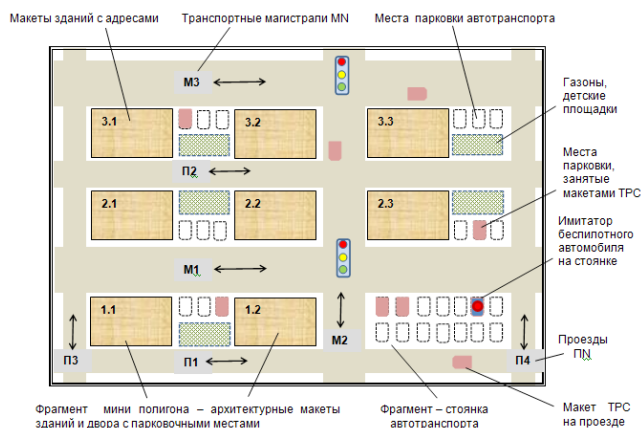 Макеты зданий с адресами
Транспортные магистрали MN
Места парковки автотранспорта
М3
Газоны,
детские
площадки
3.1
3.2
3.3
Места
парковки,
занятые
макетами ТРС
П2
2.1
2.2
2.3
Имитатор
беспилотного
автомобиля
на стоянке
М1
1.1
1.2
М2
П3
П1
П4
Проезды
ПN
Фрагмент мини полигона – архитектурные макеты
зданий и двора с парковочными местами
Фрагмент – стоянка
автотранспорта
Макет ТРС
на проезде